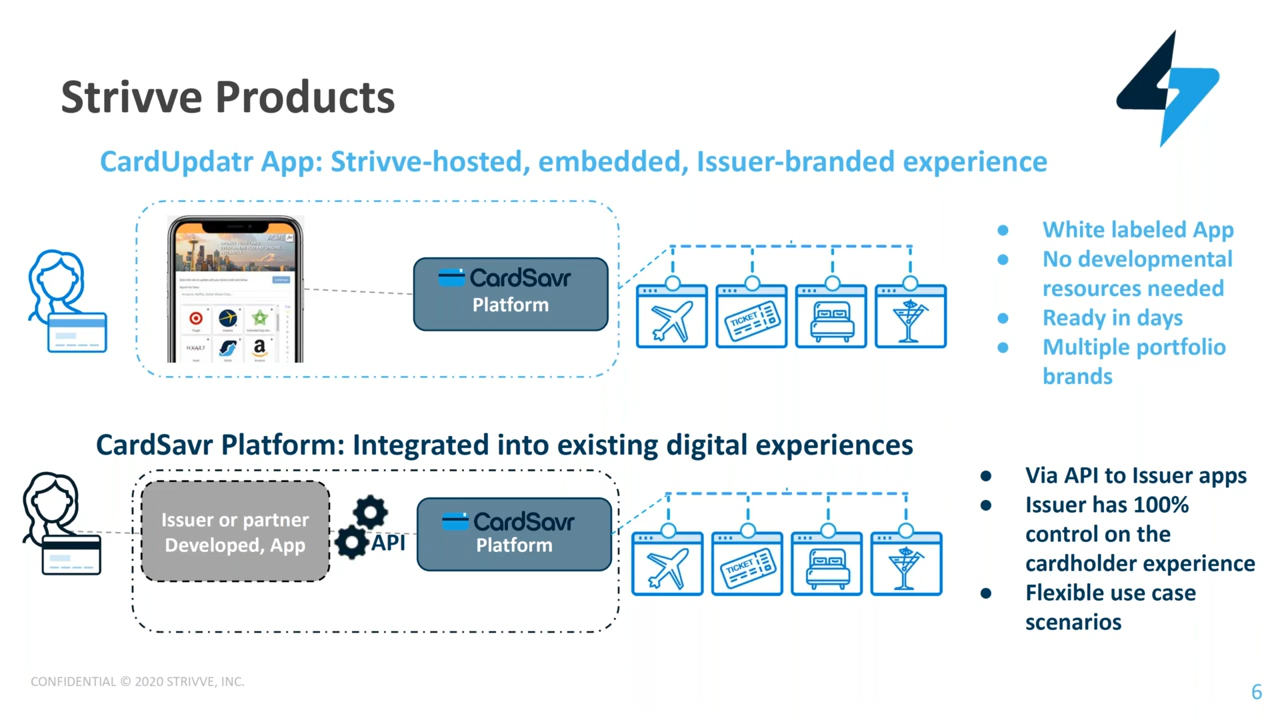 Strivve Products
CardUpdatr App: Strivve-hosted, embedded, Issuer-branded experience
CardSavr
Platform
TICKET
a
● White labeled App
● No developmental
resources needed
● Ready in days
● Multiple portfolio
brands
CardSavr Platform: Integrated into existing digital experiences
Issuer or partner
Developed, App
API
CardSavr
Platform
TICKET
● Via API to Issuer apps
● Issuer has 100%
control on the
cardholder experience
● Flexible use case
scenarios
CONFIDENTIAL © 2020 STRIVVE, INC.
6